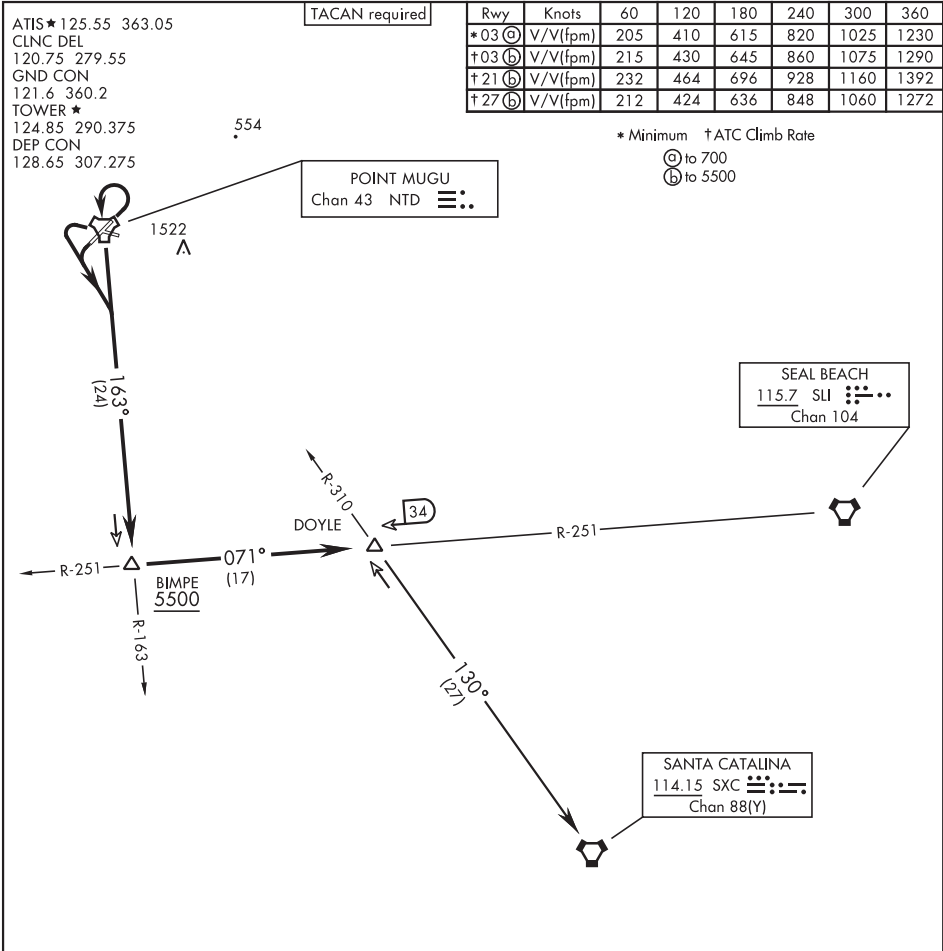 ATIS★ 125.55 363.05
CLNC DEL
120.75 279.55
GND CON
121.6 360.2
TOWER ★
124.85 290.375
DEP CON
128.65 307.275
TACAN required
Rwy Knots 60 120 180 240 300 360
*03 ⓐ V/V(fpm) 205 410 615 820 1025 1230
†03 ⓑ V/V(fpm) 215 430 645 860 1075 1290
†21 ⓑ V/V(fpm) 232 464 696 928 1160 1392
†27 ⓑ V/V(fpm) 212 424 636 848 1060 1272
* Minimum †ATC Climb Rate
ⓐ to 700
ⓑ to 5500
554
POINT MUGU
Chan 43 NTD
1522
163°
(24)
SEAL BEACH
115.7 SLI
Chan 104
R-310
34
DOYLE
R-251
R-251
071°
(17)
BIMPE
5500
R-163
130°
(27)
SANTA CATALINA
114.15 SXC
Chan 88(Y)